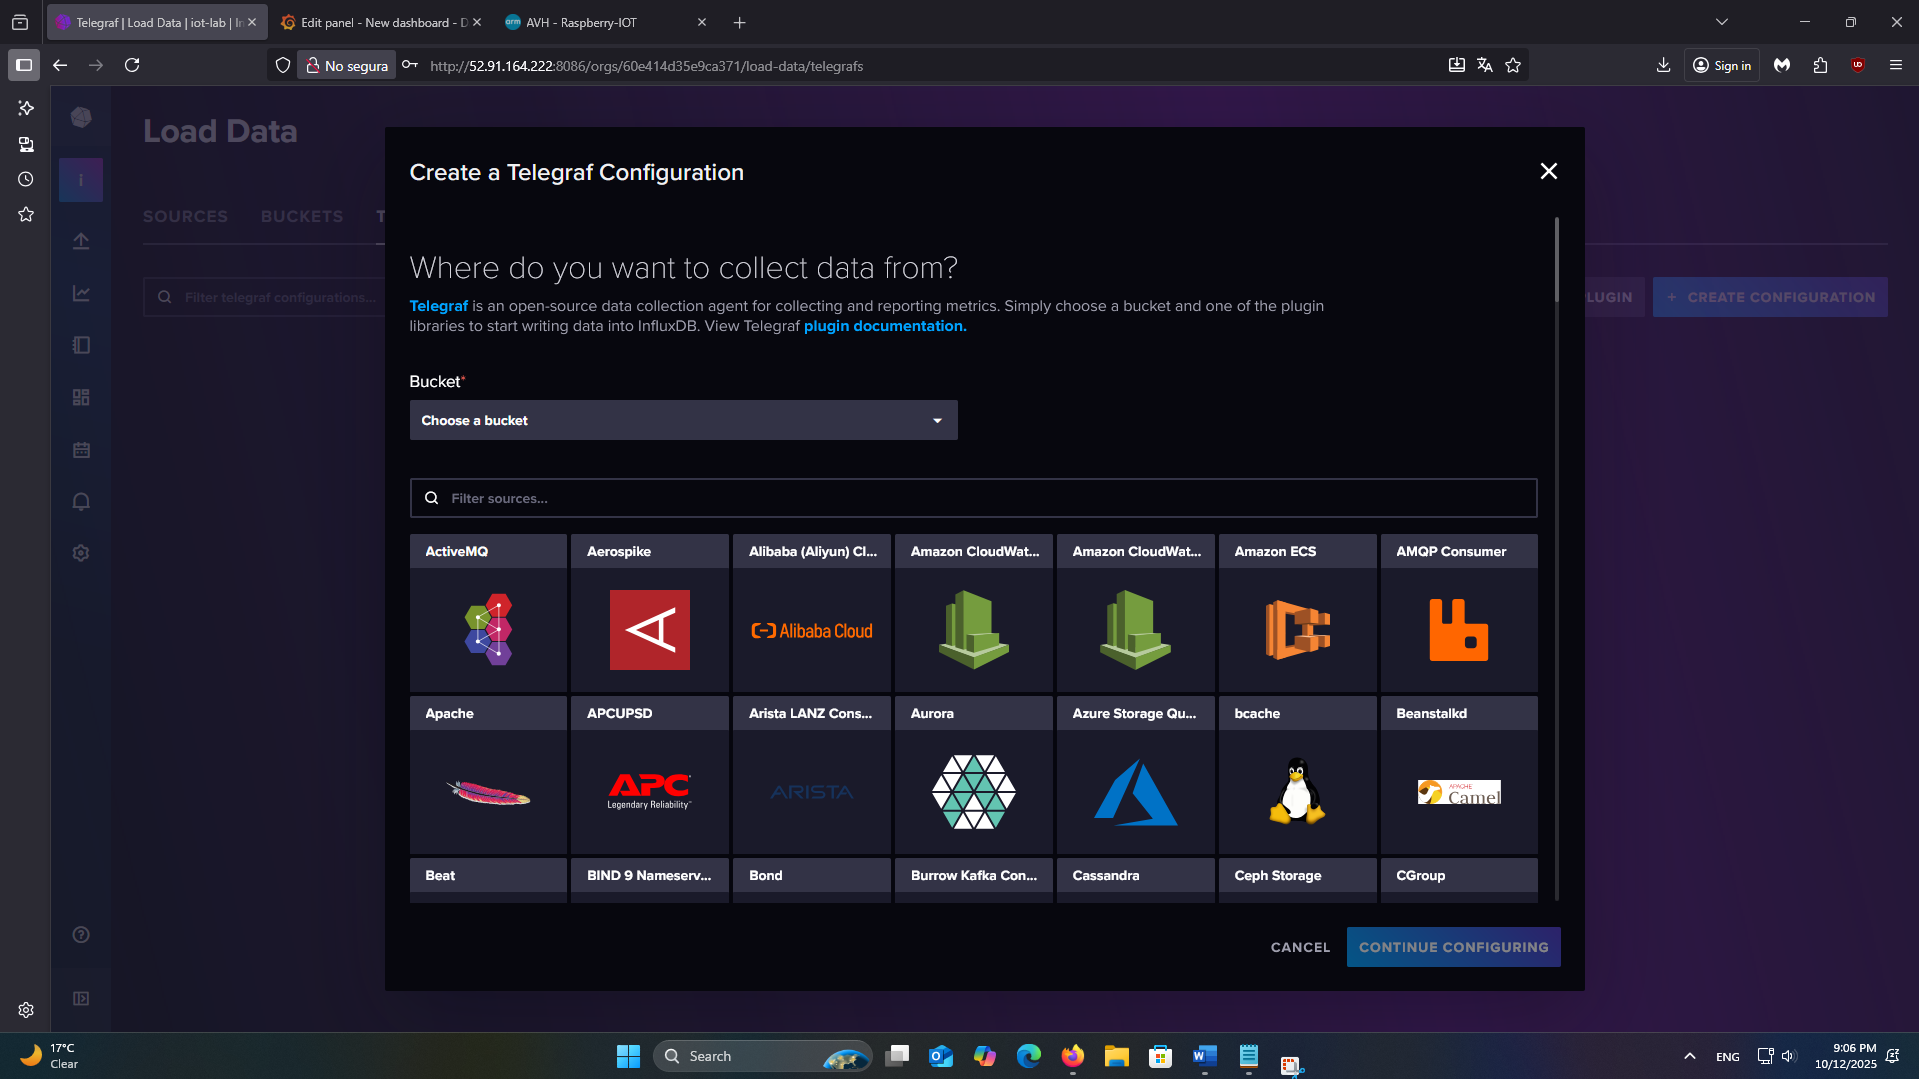 Telegraf | Load Data | iot-lab | In
Edit panel - New dashboard - D
arm
AVH - Raspberry-IOT
No segura
http://52.91.164.222:8086/orgs/60e414d35e9ca371/load-data/telegrafs
Sign in
Load Data
SOURCES
BUCKETS
T
Filter telegraf configurations...
LUGIN
+ CREATE CONFIGURATION
i
Create a Telegraf Configuration
Where do you want to collect data from?
Telegraf is an open-source data collection agent for collecting and reporting metrics. Simply choose a bucket and one of the plugin
libraries to start writing data into InfluxDB. View Telegraf plugin documentation.
Bucket*
Choose a bucket
Filter sources...
ActiveMQ
Aerospike
Alibaba (Aliyun) Cl...
Amazon CloudWat...
Amazon CloudWat...
Amazon ECS
AMQP Consumer
Alibaba Cloud
Apache
APCUPSD
Arista LANZ Cons...
Aurora
Azure Storage Qu...
bcache
Beanstalkd
APC
Legendary Reliability™
ARISTA
APACHE
Camel
Beat
BIND 9 Nameserv...
Bond
Burrow Kafka Con...
Cassandra
Ceph Storage
CGroup
CANCEL
CONTINUE CONFIGURING
17°C
Clear
Search
ENG
9:06 PM
10/12/2025